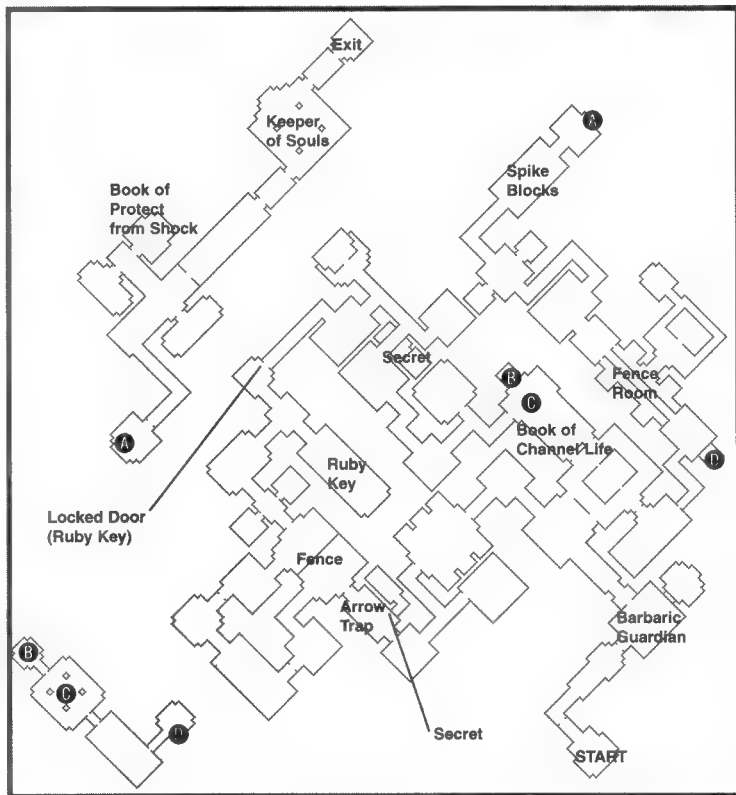 Exit
Keeper
of Souls
A
Spike
Blocks
Book of
Protect
from Shock
Secret
B
Fence
Room
C
Book of
Channel Life
A
D
Ruby
Key
Locked Door
(Ruby Key)
Fence
Arrow
Trap
Barbaric
Guardian
B
C
D
Secret
START